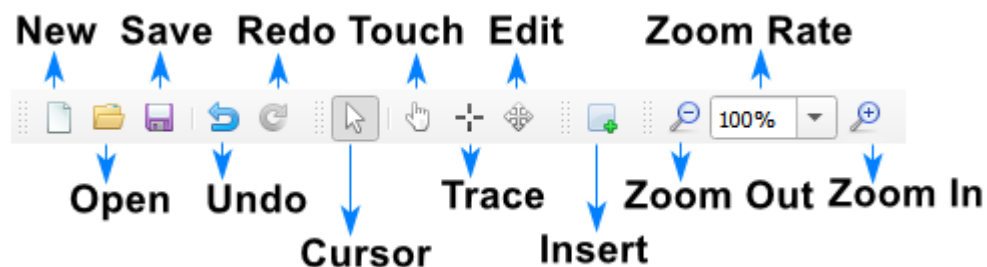 New Save Redo Touch Edit Zoom Rate
100%
Open Undo Trace Zoom Out Zoom In
Cursor Insert